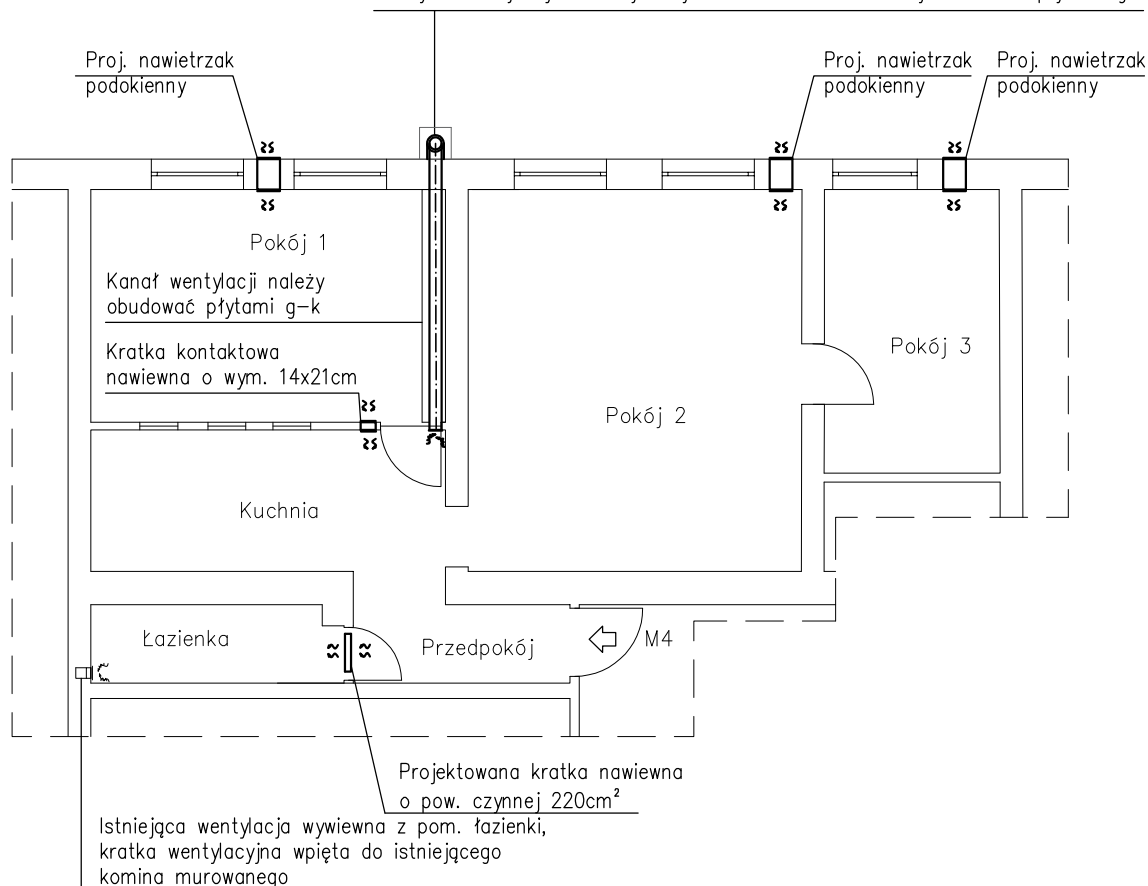 Proj. nawietrzak
podokienny
Proj. nawietrzak
podokienny
Proj. nawietrzak
podokienny
Pokój 1
Kanał wentylacji należy
obudować płytami g-k
Kratka kontaktowa
nawiewna o wym. 14x21cm
Pokój 3
Pokój 2
Kuchnia
Łazienka
Przedpokój
M4
Projektowana kratka nawiewna
o pow. czynnej 220cm²
Istniejąca wentylacja wywiewna z pom. łazienki,
kratka wentylacyjna wpięta do istniejącego
komina murowanego